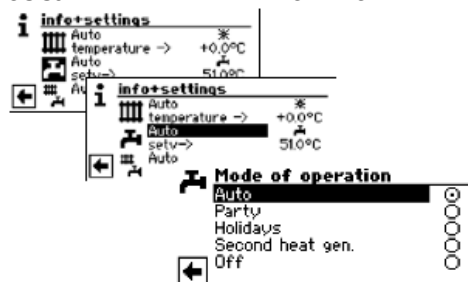 info+settings
Auto
temperature -> +0,0°C
Auto
setv-> 51.0°C
info+settings
Auto
temperature -> +0,0°C
Auto
setv-> 51.0°C
Auto
Mode of operation
Auto
Party
Holidays
Second heat gen.
Off